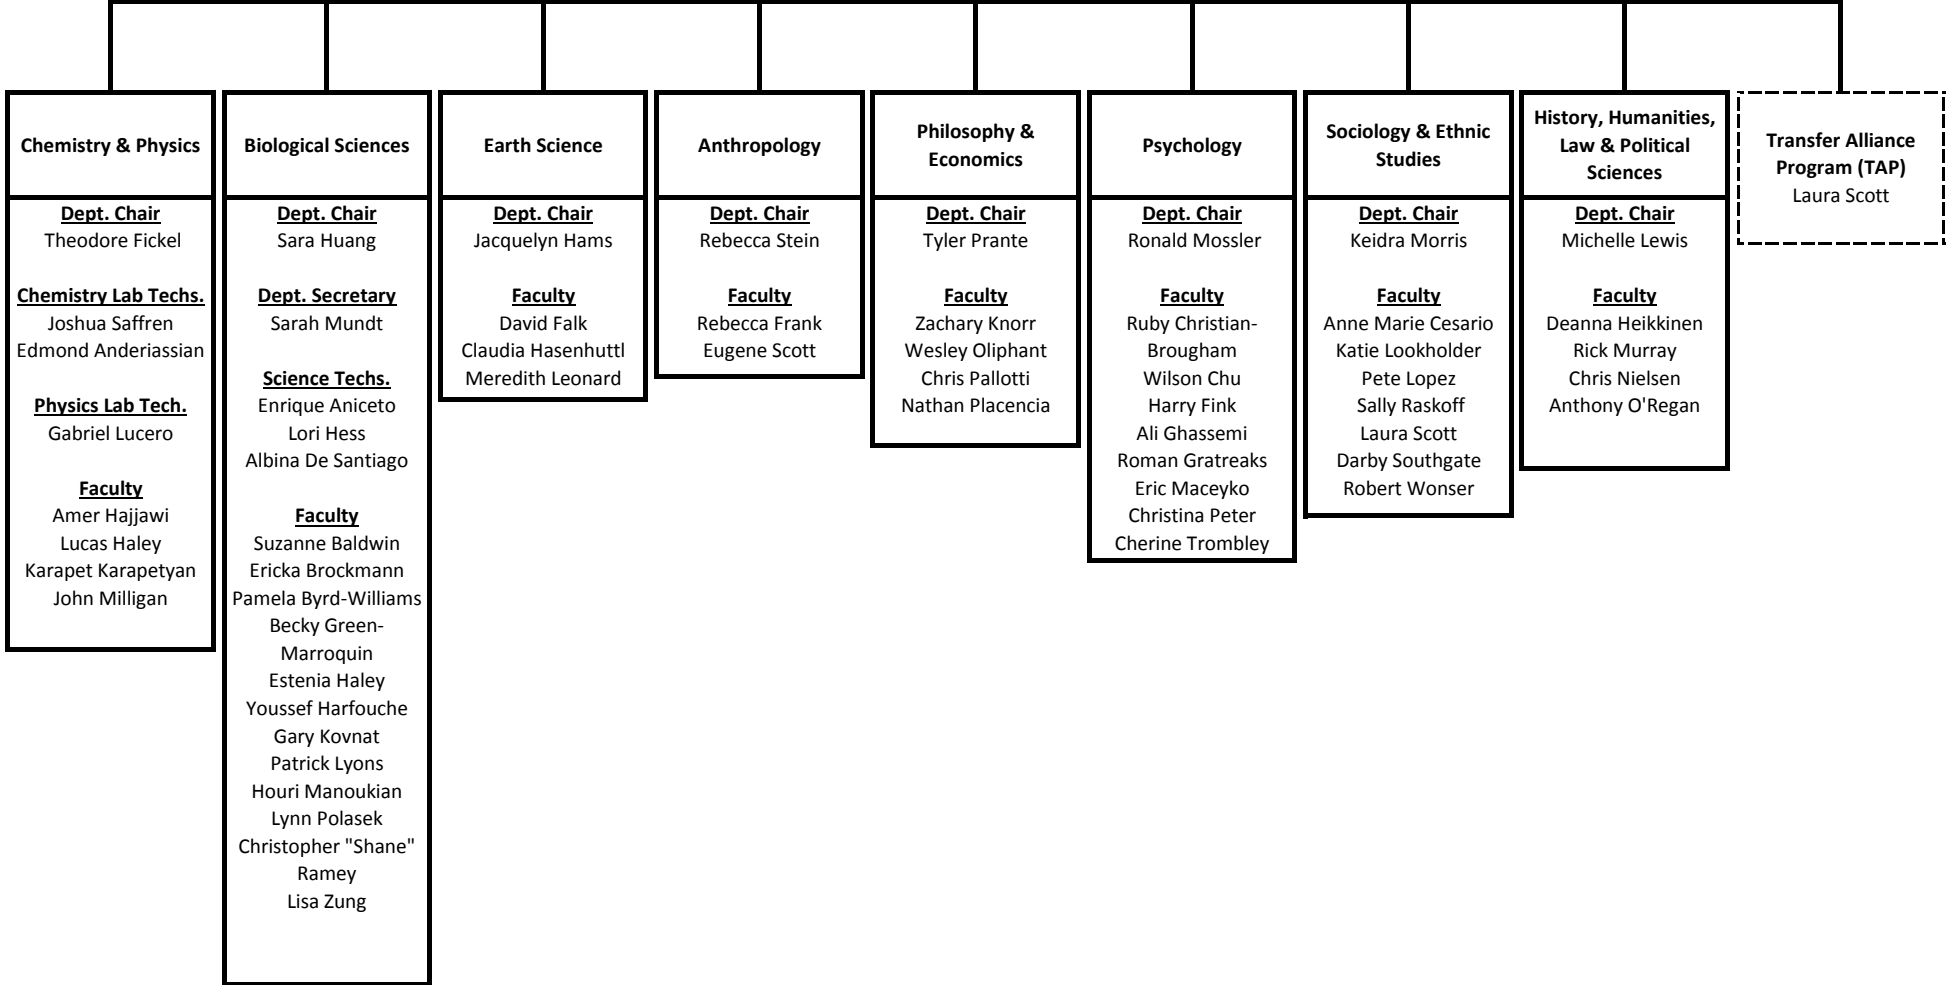 Chemistry & Physics
Dept. Chair
Theodore Fickel
Chemistry Lab Techs.
Joshua Saffren
Edmond Anderiassian
Physics Lab Tech.
Gabriel Lucero
Faculty
Amer Hajjawi
Lucas Haley
Karapet Karapetyan
John Milligan
Biological Sciences
Dept. Chair
Sara Huang
Dept. Secretary
Sarah Mundt
Science Techs.
Enrique Aniceto
Lori Hess
Albina De Santiago
Faculty
Suzanne Baldwin
Ericka Brockmann
Pamela Byrd-Williams
Becky Green-
Marroquin
Estenia Haley
Youssef Harfouche
Gary Kovnat
Patrick Lyons
Houri Manoukian
Lynn Polasek
Christopher "Shane"
Ramey
Lisa Zung
Earth Science
Dept. Chair
Jacquelyn Hams
Faculty
David Falk
Claudia Hasenhuttl
Meredith Leonard
Anthropology
Dept. Chair
Rebecca Stein
Faculty
Rebecca Frank
Eugene Scott
Philosophy &
Economics
Dept. Chair
Tyler Prante
Faculty
Zachary Knorr
Wesley Oliphant
Chris Pallotti
Nathan Placencia
Psychology
Dept. Chair
Ronald Mossler
Faculty
Ruby Christian-
Brougham
Wilson Chu
Harry Fink
Ali Ghassemi
Roman Gratreaks
Eric Maceyko
Christina Peter
Cherine Trombley
Sociology & Ethnic
Studies
Dept. Chair
Keidra Morris
Faculty
Anne Marie Cesario
Katie Lookholder
Pete Lopez
Sally Raskoff
Laura Scott
Darby Southgate
Robert Wonser
History, Humanities,
Law & Political
Sciences
Dept. Chair
Michelle Lewis
Faculty
Deanna Heikkinen
Rick Murray
Chris Nielsen
Anthony O'Regan
Transfer Alliance
Program (TAP)
Laura Scott